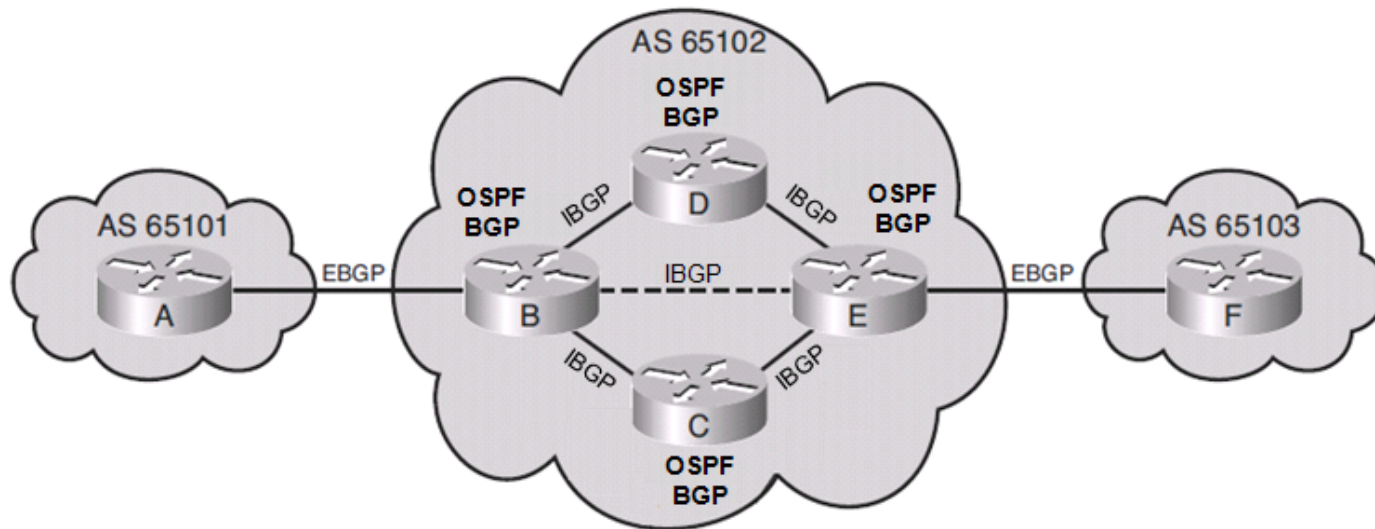 AS 65102
OSPF
BGP
D
IBGP
IBGP
OSPF
BGP
OSPF
BGP
AS 65101
A
EBGP
B
IBGP
E
EBGP
AS 65103
F
IBGP
IBGP
C
OSPF
BGP